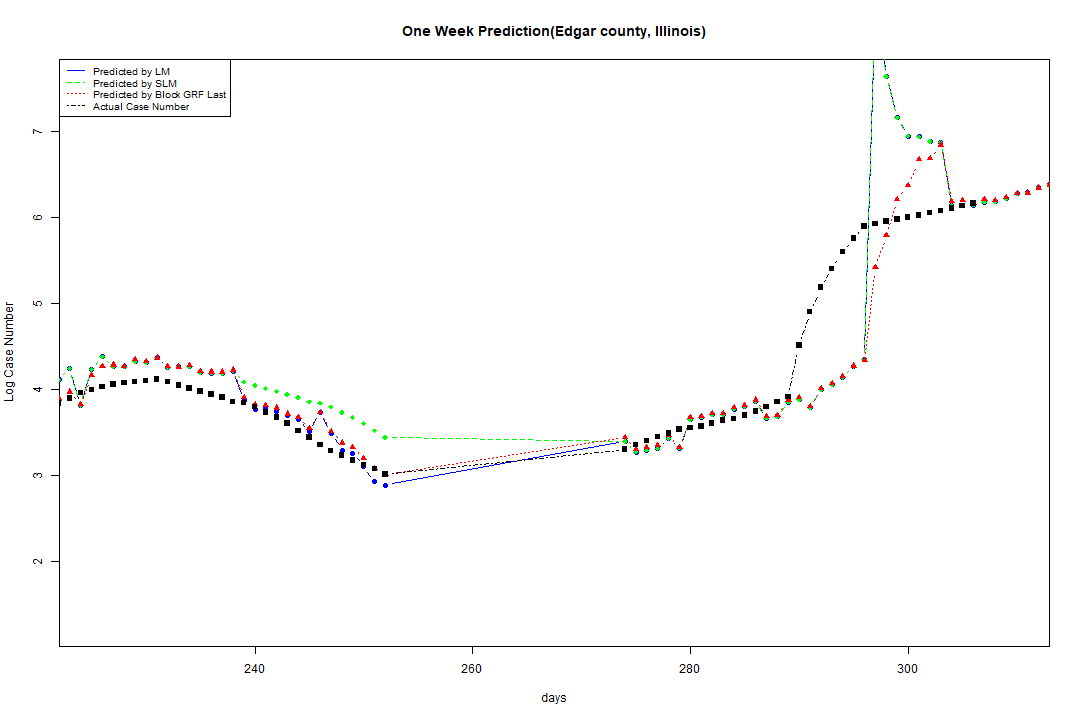 One Week Prediction(Edgar county, Illinois)
Predicted by LM
Predicted by SLM
Predicted by Block GRF Last
Actual Case Number
7
6
5
4
3
2
Log Case Number
240 260 280 300
days